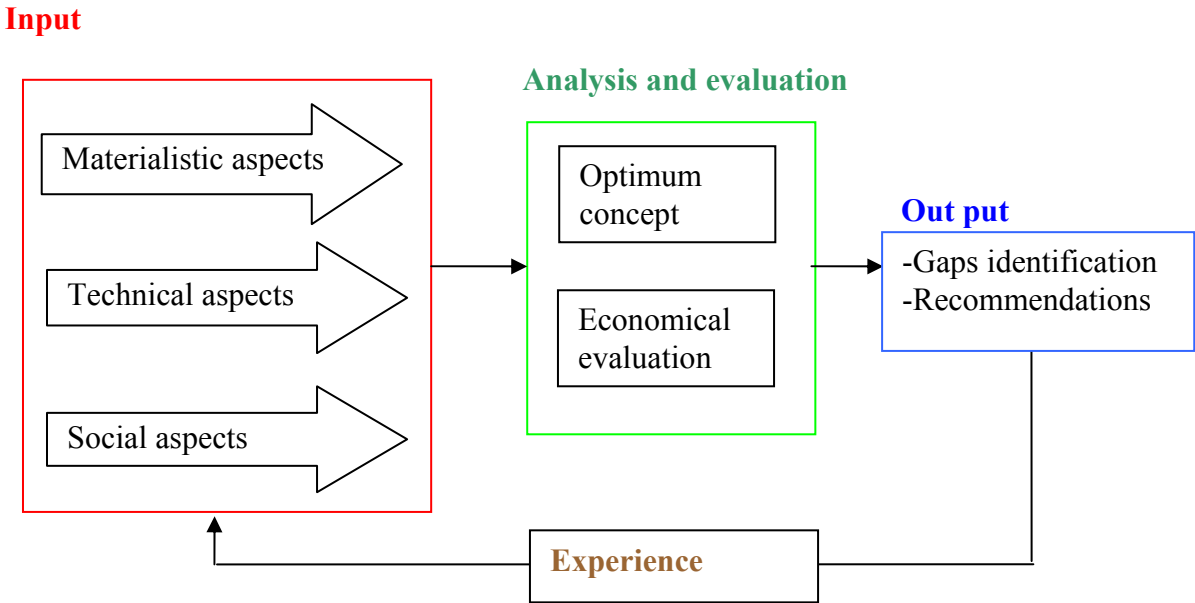 Input
Materialistic aspects
Technical aspects
Social aspects
Analysis and evaluation
Optimum
concept
Economical
evaluation
Out put
-Gaps identification
-Recommendations
Experience